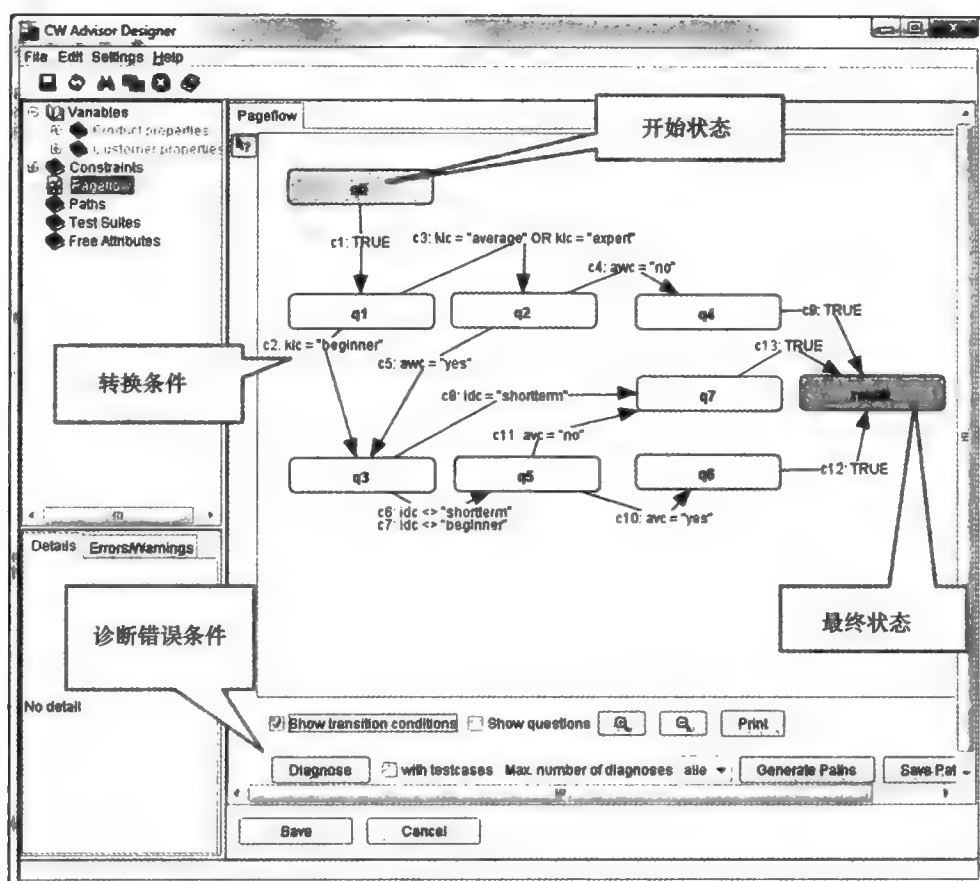 CW Advisor Designer
File Edit Settings Help
Variables
Product properties
Customer properties
Constraints
Pageflow
Paths
Test Suites
Free Attributes
Pageflow
开始状态
q0
c1: TRUE
c3: klc = "average" OR klc = "expert"
c4: awc = "no"
q1
q2
q4
c9: TRUE
c2: klc = "beginner"
c5: awc = "yes"
c13: TRUE
转换条件
c8: idc = "shortterm"
q7
c11 avc = "no"
q3
q5
q6
c12: TRUE
c6: idc <> "shortterm"
c7: idc <> "beginner"
c10: avc = "yes"
Details Errors/Warnings
诊断错误条件
最终状态
No detail
Show transition conditions Show questions Print
Diagnose with testcases Max. number of diagnoses alle Generate Paths Save Pat
Save Cancel